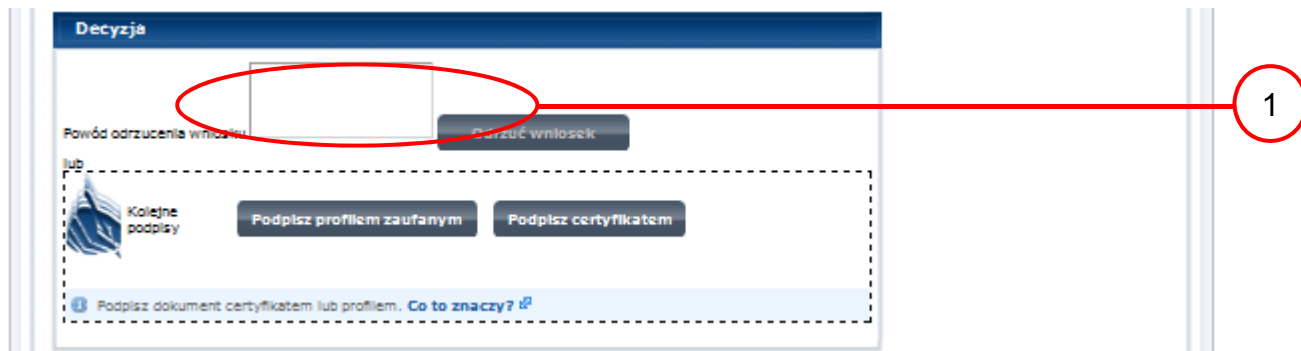 Decyzja
1
Powód odrzucenia wniosku
Odrzuć wniosek
lub
Kolejne
podpisy
Podpisz profilem zaufanym
Podpisz certyfikatem
Podpisz dokument certyfikatem lub profilem. Co to znaczy?